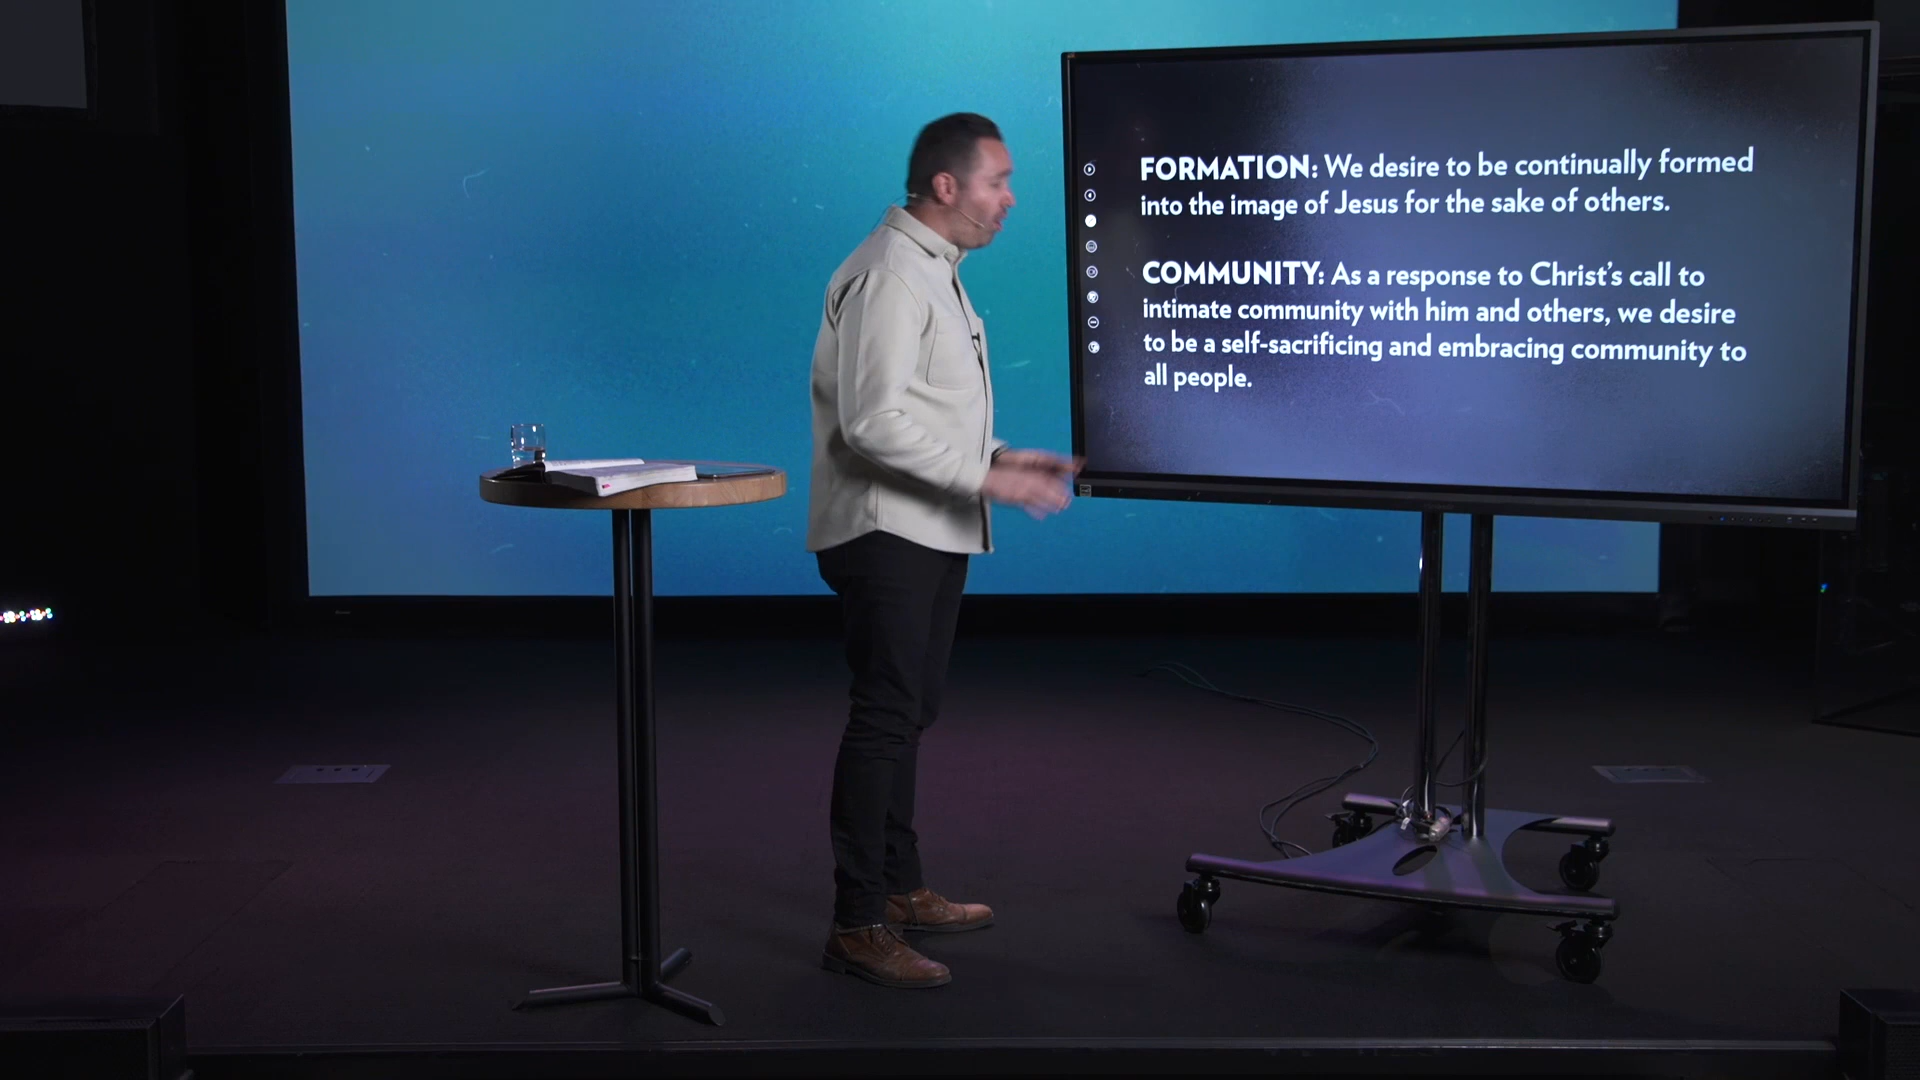 FORMATION: We desire to be continually formed
into the image of Jesus for the sake of others.
COMMUNITY: As a response to Christ's call to
intimate community with him and others, we desire
to be a self-sacrificing and embracing community to
all people.